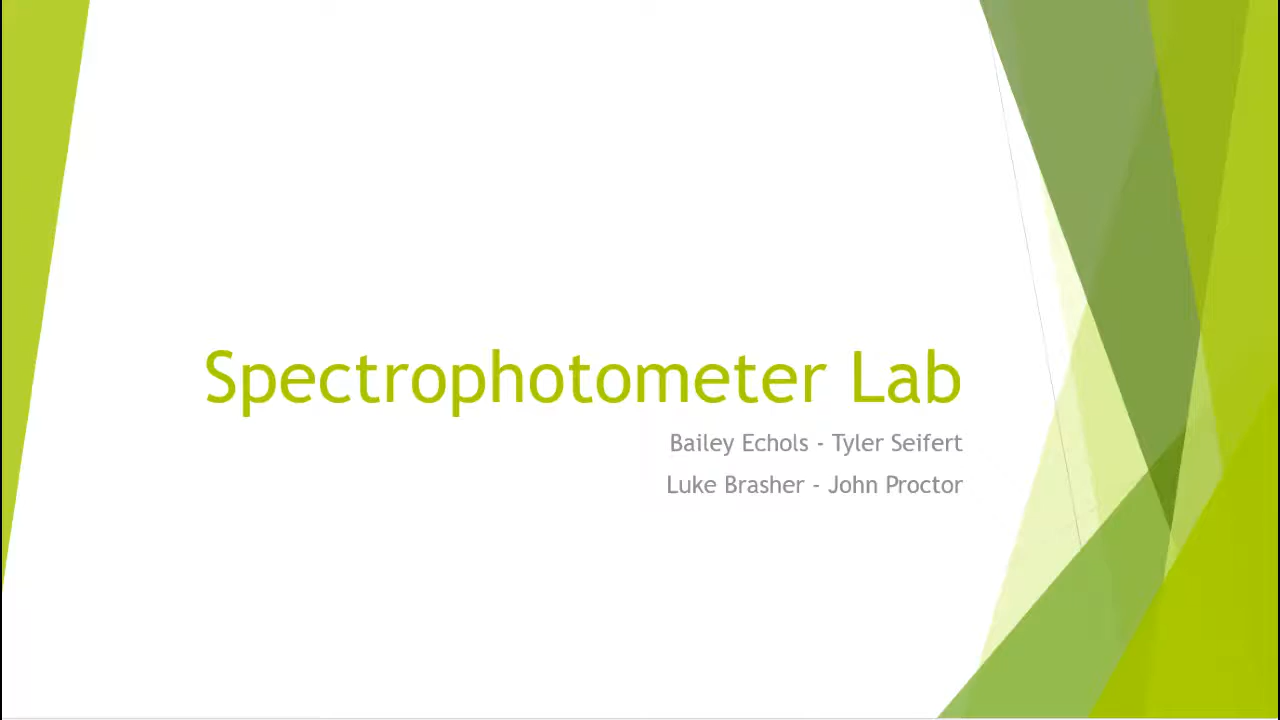 Spectrophotometer Lab
Bailey Echols - Tyler Seifert
Luke Brasher - John Proctor